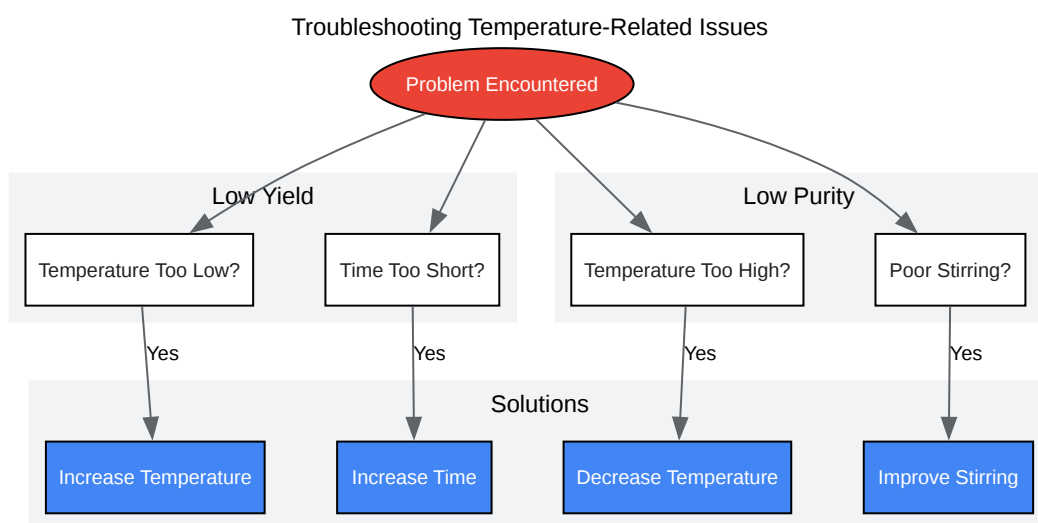 Troubleshooting Temperature-Related Issues
Problem Encountered
Low Yield
Low Purity
Temperature Too Low?
Time Too Short?
Temperature Too High?
Poor Stirring?
Yes
Yes
Yes
Yes
Solutions
Increase Temperature
Increase Time
Decrease Temperature
Improve Stirring